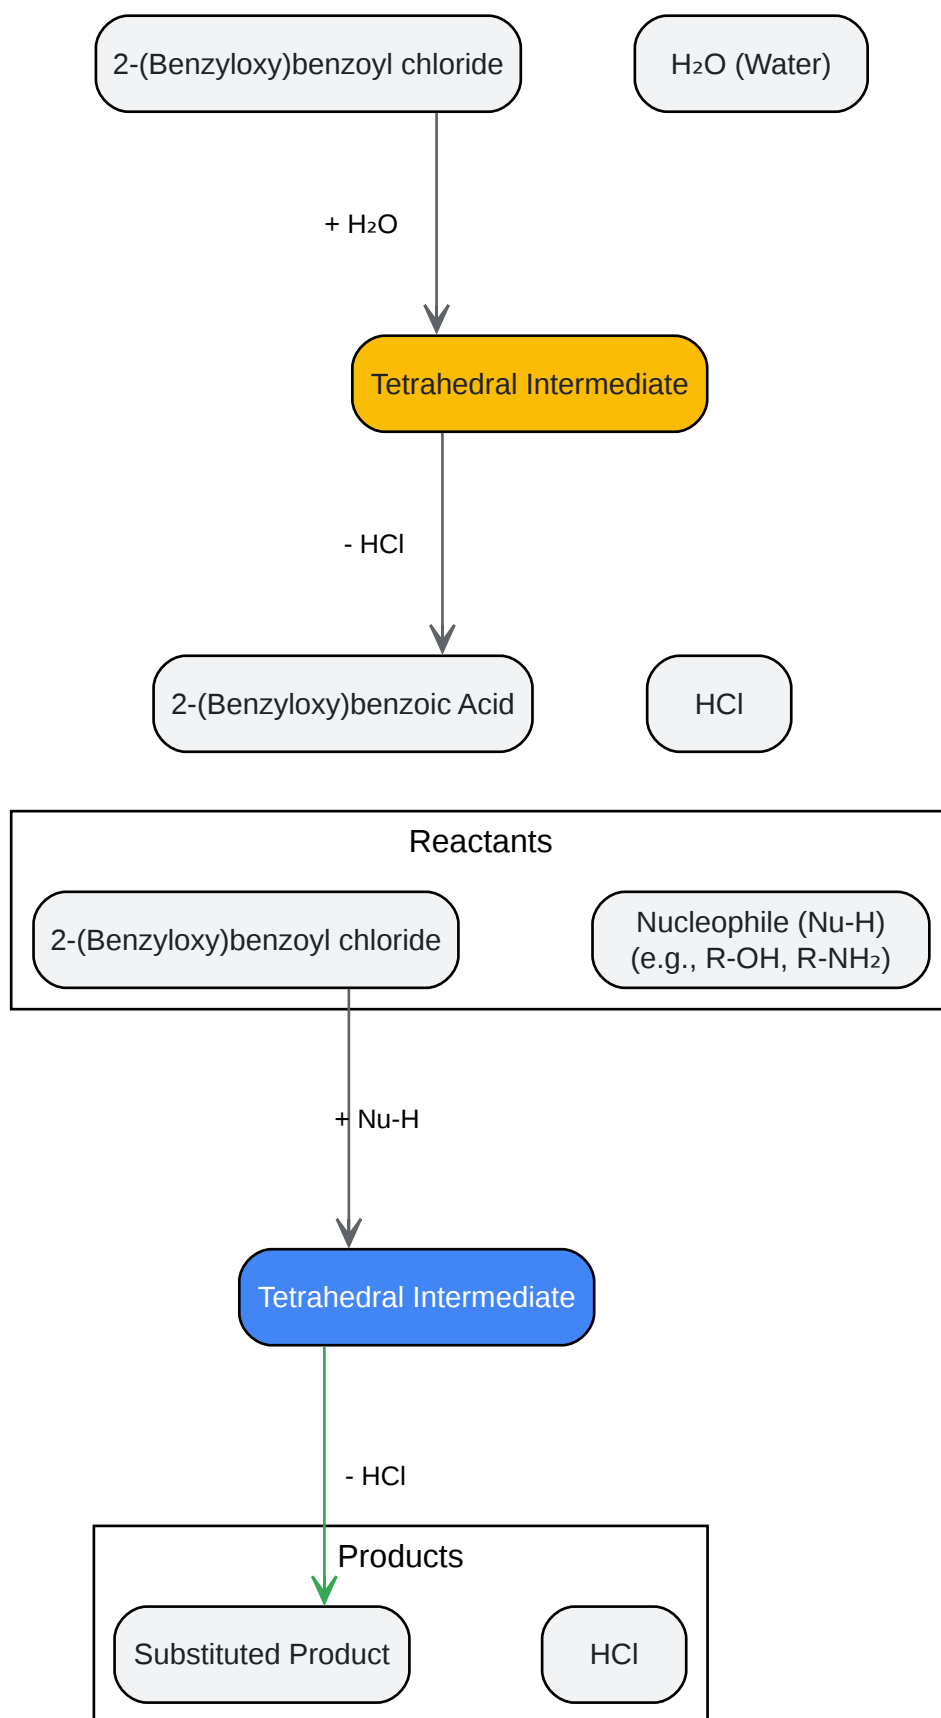 2-(Benzyloxy)benzoyl chloride
H₂O (Water)
+ H₂O
Tetrahedral Intermediate
- HCl
2-(Benzyloxy)benzoic Acid
HCl
Reactants
2-(Benzyloxy)benzoyl chloride
Nucleophile (Nu-H)
(e.g., R-OH, R-NH₂)
+ Nu-H
Tetrahedral Intermediate
- HCl
Products
Substituted Product
HCl